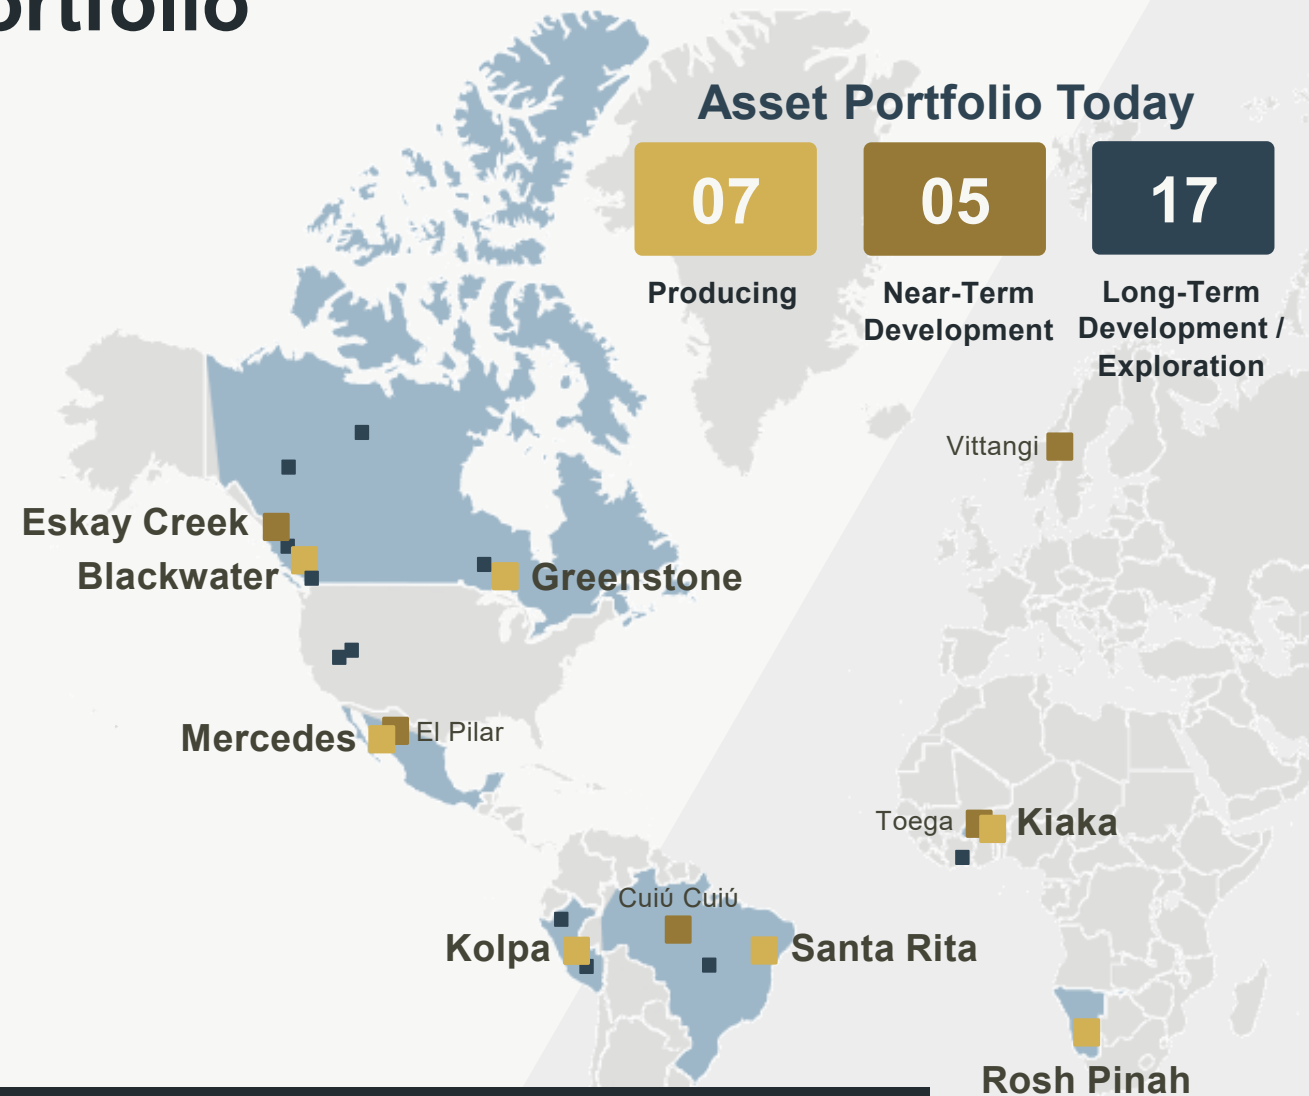 ortfolio
Asset Portfolio Today
07
05
17
Producing
Near-Term
Development
Long-Term
Development /
Exploration
Vittangi
Eskay Creek
Blackwater
Greenstone
Mercedes
El Pilar
Toega
Kiaka
Cuiú Cuiú
Kolpa
Santa Rita
Rosh Pinah